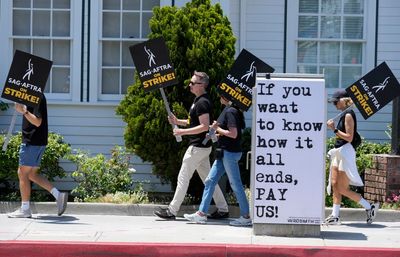 SAG-AFTRA
ON
STRIKE!
SAG-AFTRA
ON
STRIKE!
SAG-AFTRA
ON
STRIKE!
SAG-AFTRA
ON
STRIKE!
If you
want
to know
how it
all
ends,
PAY
US!